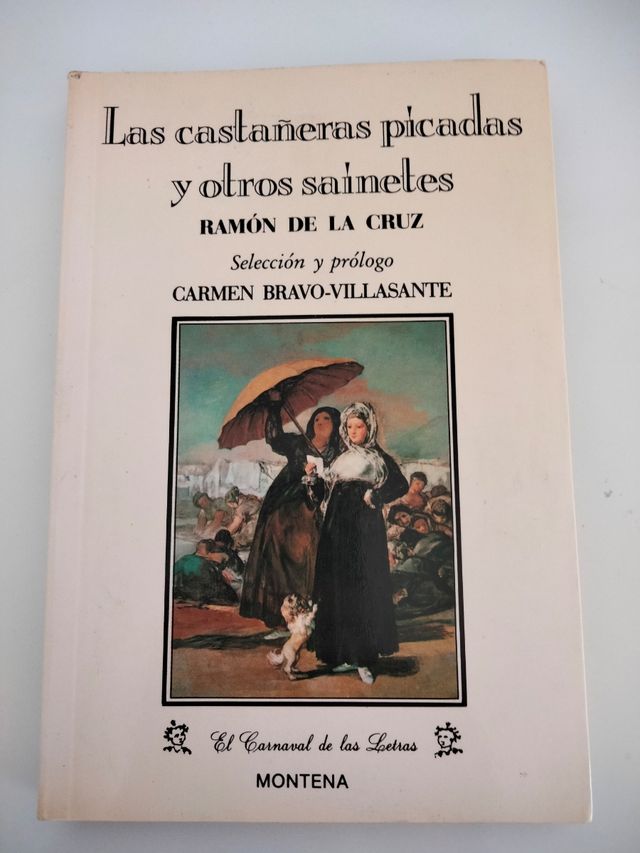 Las castañeras picadas
y otros sainetes
RAMÓN DE LA CRUZ
Selección y prólogo
CARMEN BRAVO-VILLASANTE
El Carnaval de las Letras
MONTENA